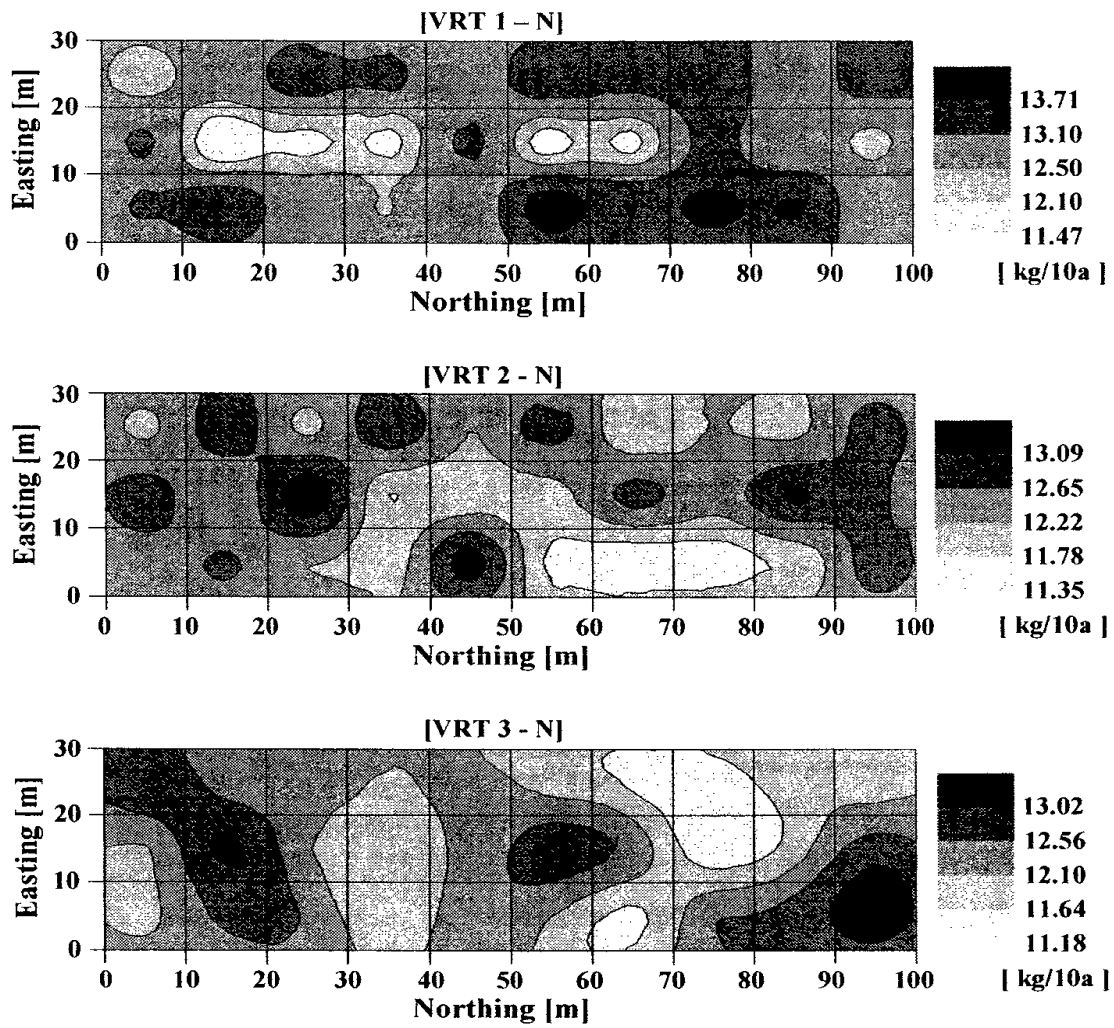 [VRT 1 – N]
30
20
10
0
Easting [m]
0 10 20 30 40 50 60 70 80 90 100
Northing [m]
13.71
13.10
12.50
12.10
11.47
[ kg/10a ]
[VRT 2 - N]
30
20
10
0
Easting [m]
0 10 20 30 40 50 60 70 80 90 100
Northing [m]
13.09
12.65
12.22
11.78
11.35
[ kg/10a ]
[VRT 3 - N]
30
20
10
0
Easting [m]
0 10 20 30 40 50 60 70 80 90 100
Northing [m]
13.02
12.56
12.10
11.64
11.18
[ kg/10a ]